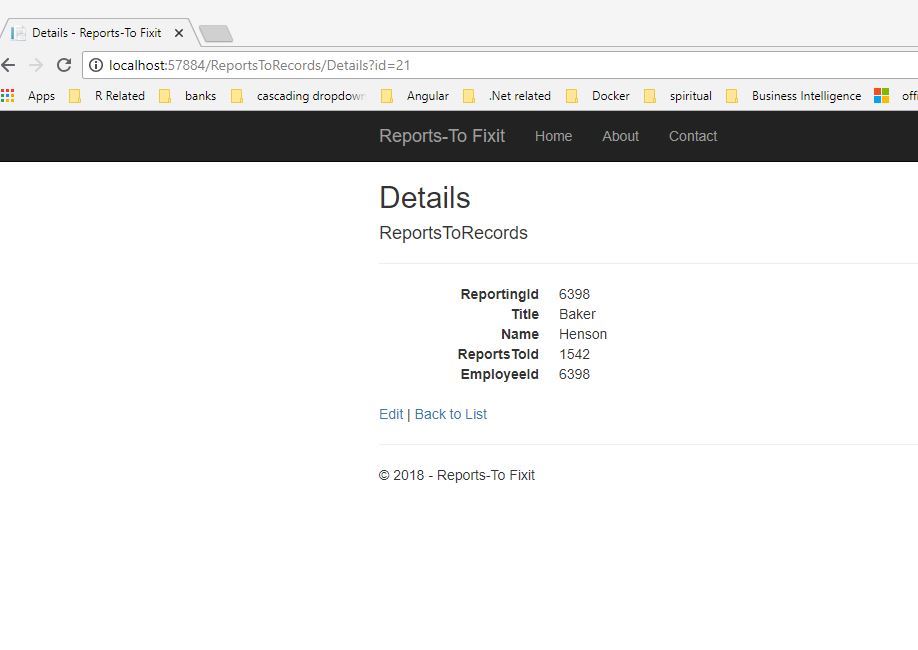 Details - Reports-To Fixit
localhost:57884/ReportsToRecords/Details?id=21
Apps R Related banks cascading dropdown Angular .Net related Docker spiritual Business Intelligence offi
Reports-To Fixit Home About Contact
Details
ReportsToRecords
ReportingId 6398
Title Baker
Name Henson
ReportsToId 1542
EmployeeId 6398
Edit | Back to List
© 2018 - Reports-To Fixit